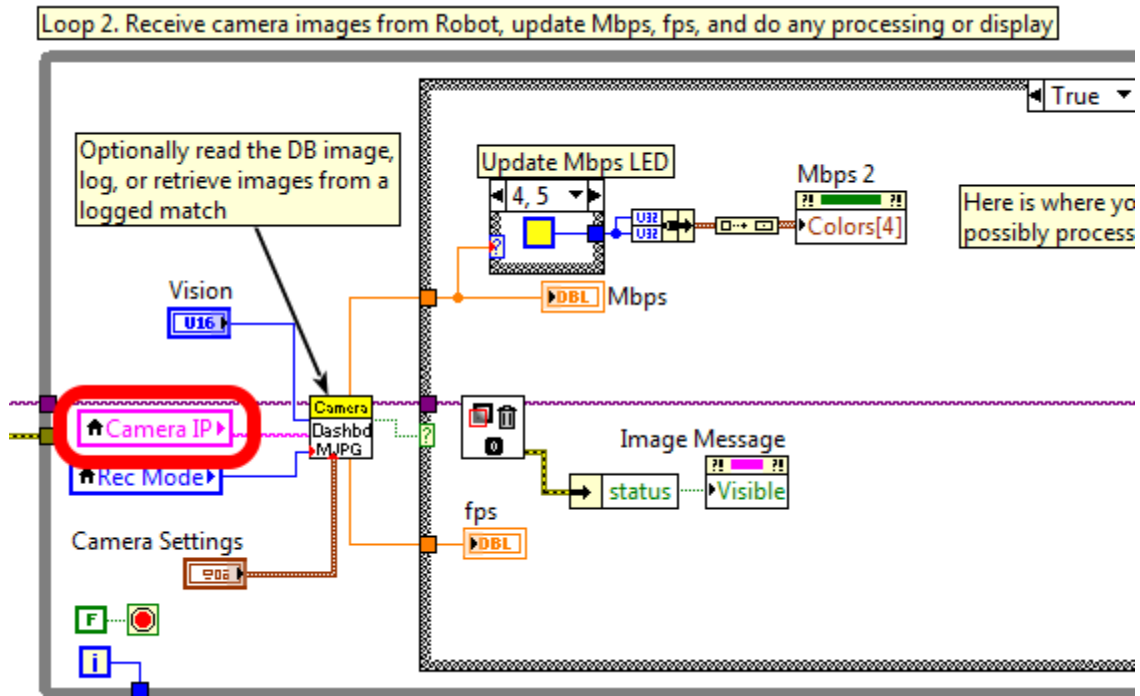 Loop 2. Receive camera images from Robot, update Mbps, fps, and do any processing or display
True
Optionally read the DB image,
log, or retrieve images from a
logged match
Update Mbps LED
4, 5
Mbps 2
U32
U32
Colors[4]
Here is where yo
possibly process
DBL
Mbps
Vision
U16
Camera
Dashbd
MJPG
Camera IP
Rec Mode
0
Image Message
status
Visible
fps
DBL
Camera Settings
F
i